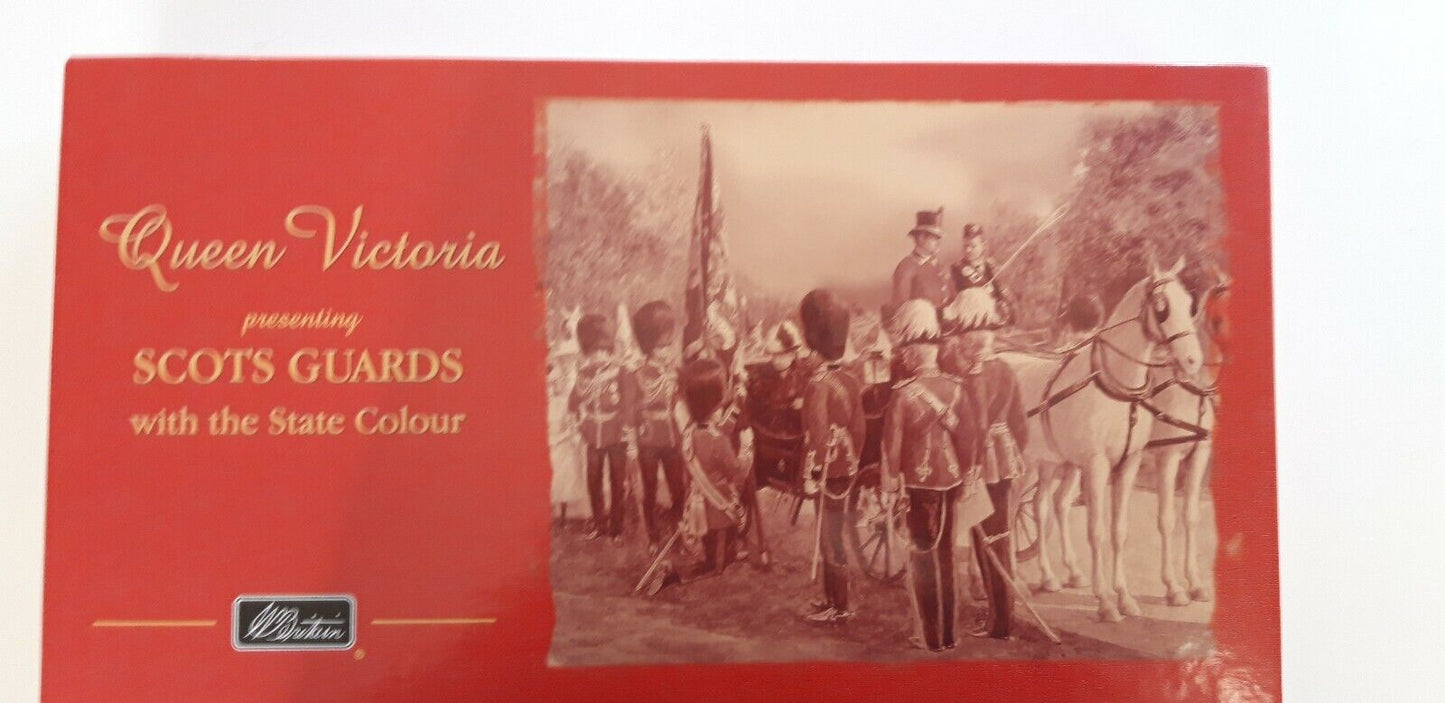 Queen Victoria
presenting
SCOTS GUARDS
with the State Colour
W Britain
®